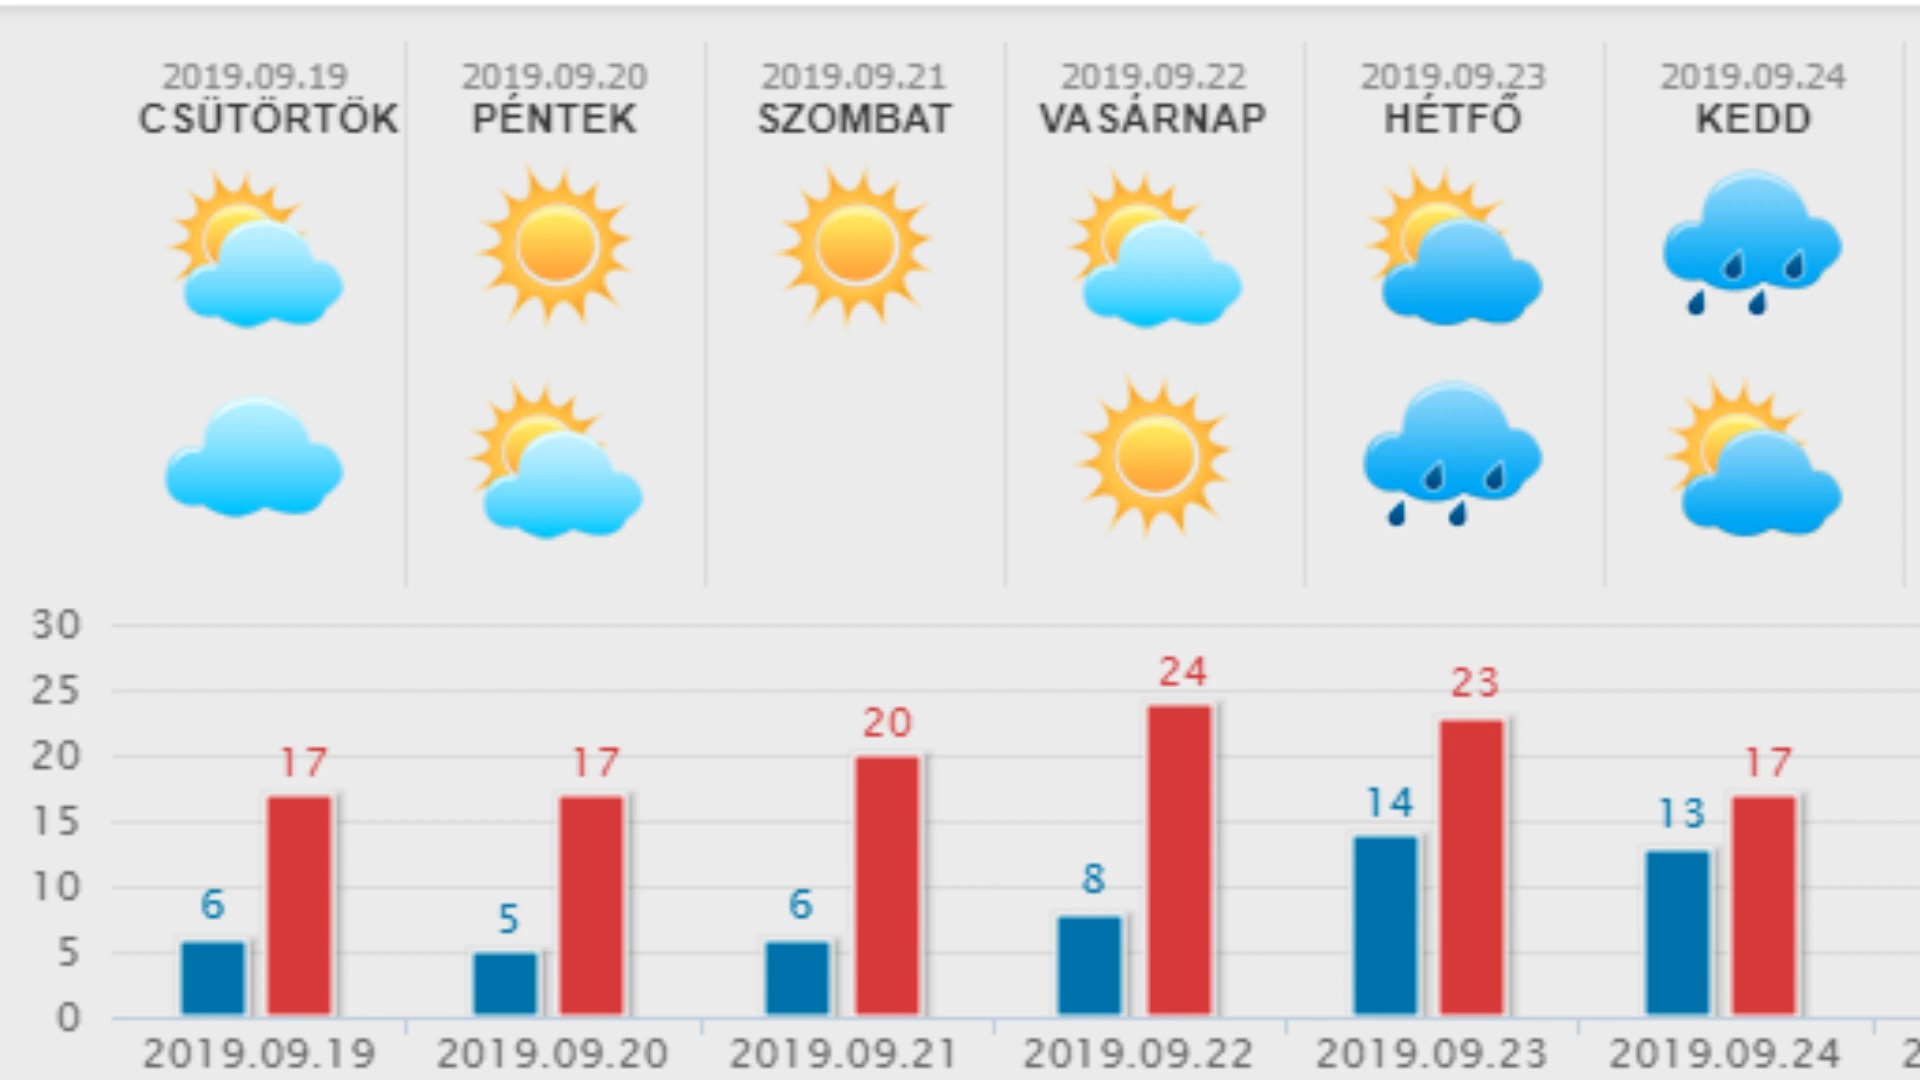 2019.09.19 2019.09.20 2019.09.21 2019.09.22 2019.09.23 2019.09.24
CSÜTÖRTÖK PÉNTEK SZOMBAT VASÁRNAP HÉTFŐ KEDD
30
25
20
15
10
5
0
6 17 5 17 6 20 8 24 14 23 13 17
2019.09.19 2019.09.20 2019.09.21 2019.09.22 2019.09.23 2019.09.24